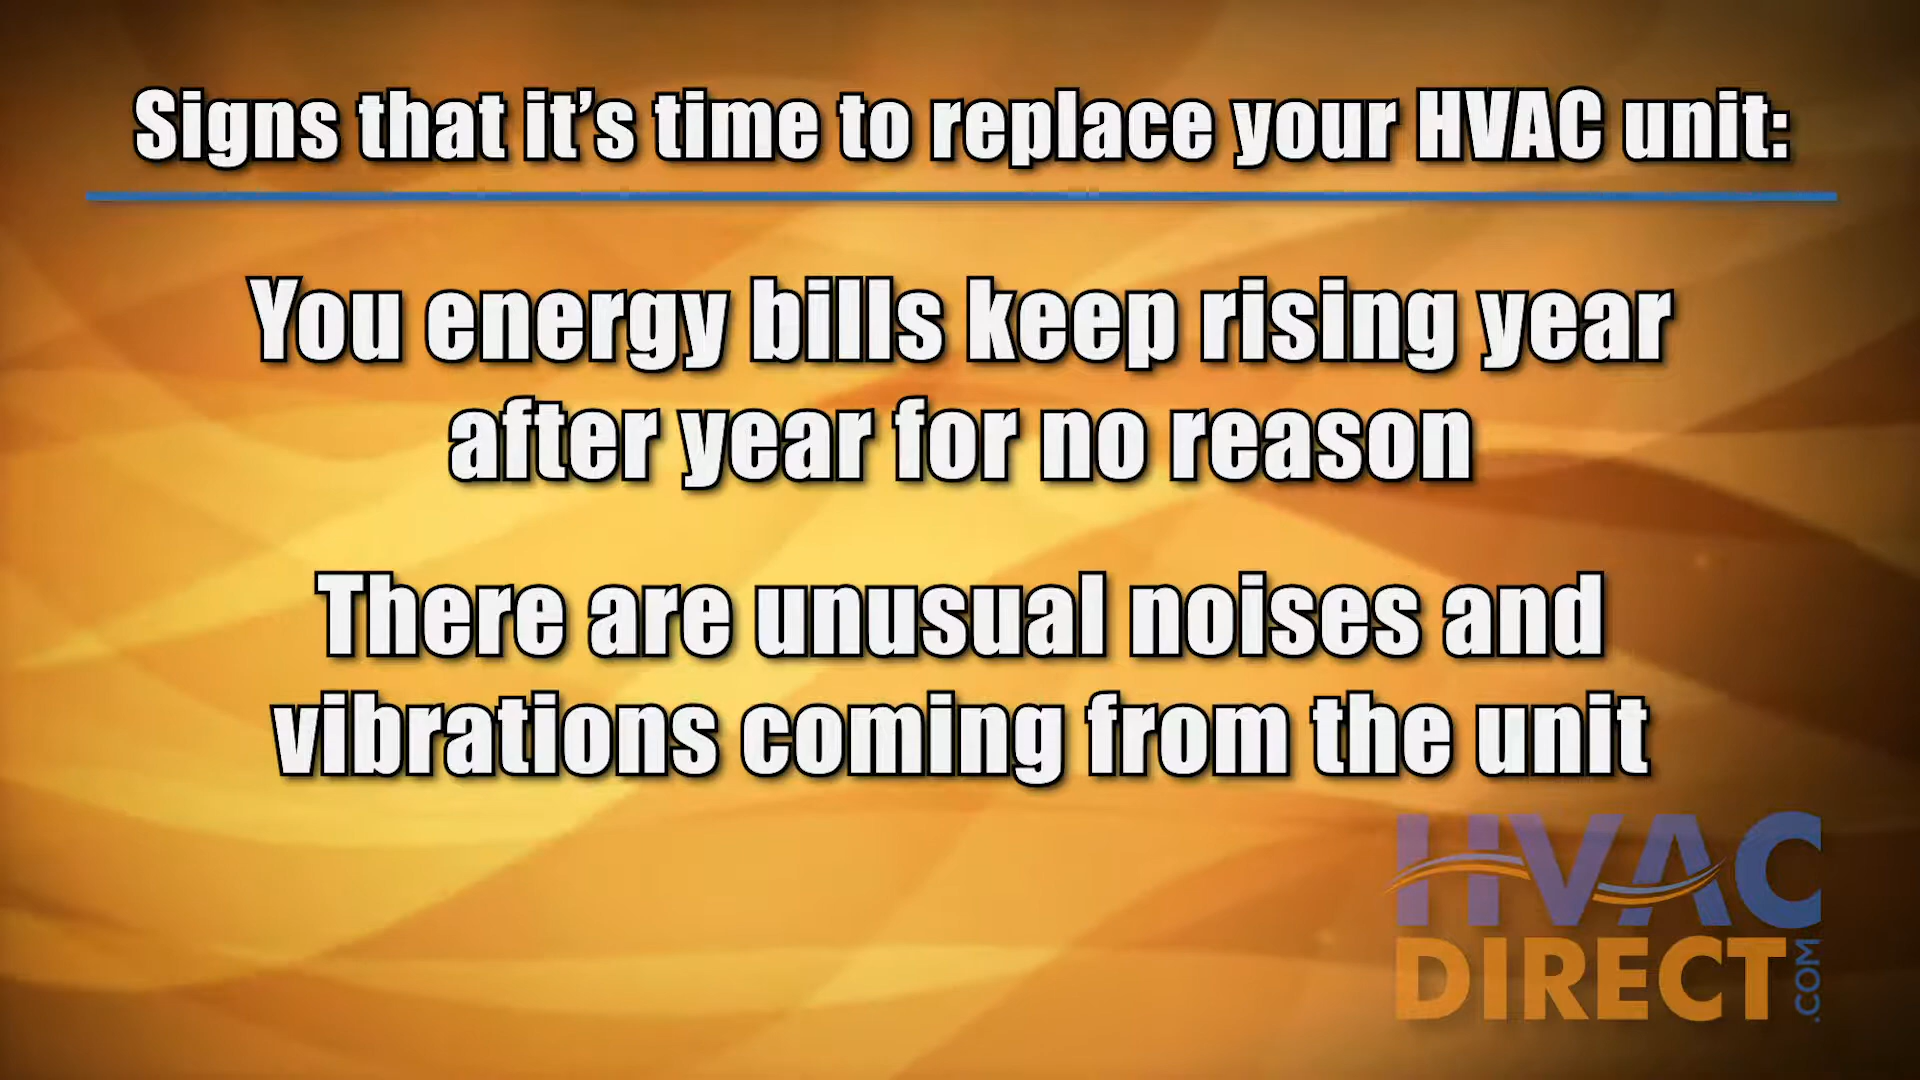 Signs that it’s time to replace your HVAC unit:
You energy bills keep rising year
after year for no reason
There are unusual noises and
vibrations coming from the unit
HVAC
DIRECT
.COM